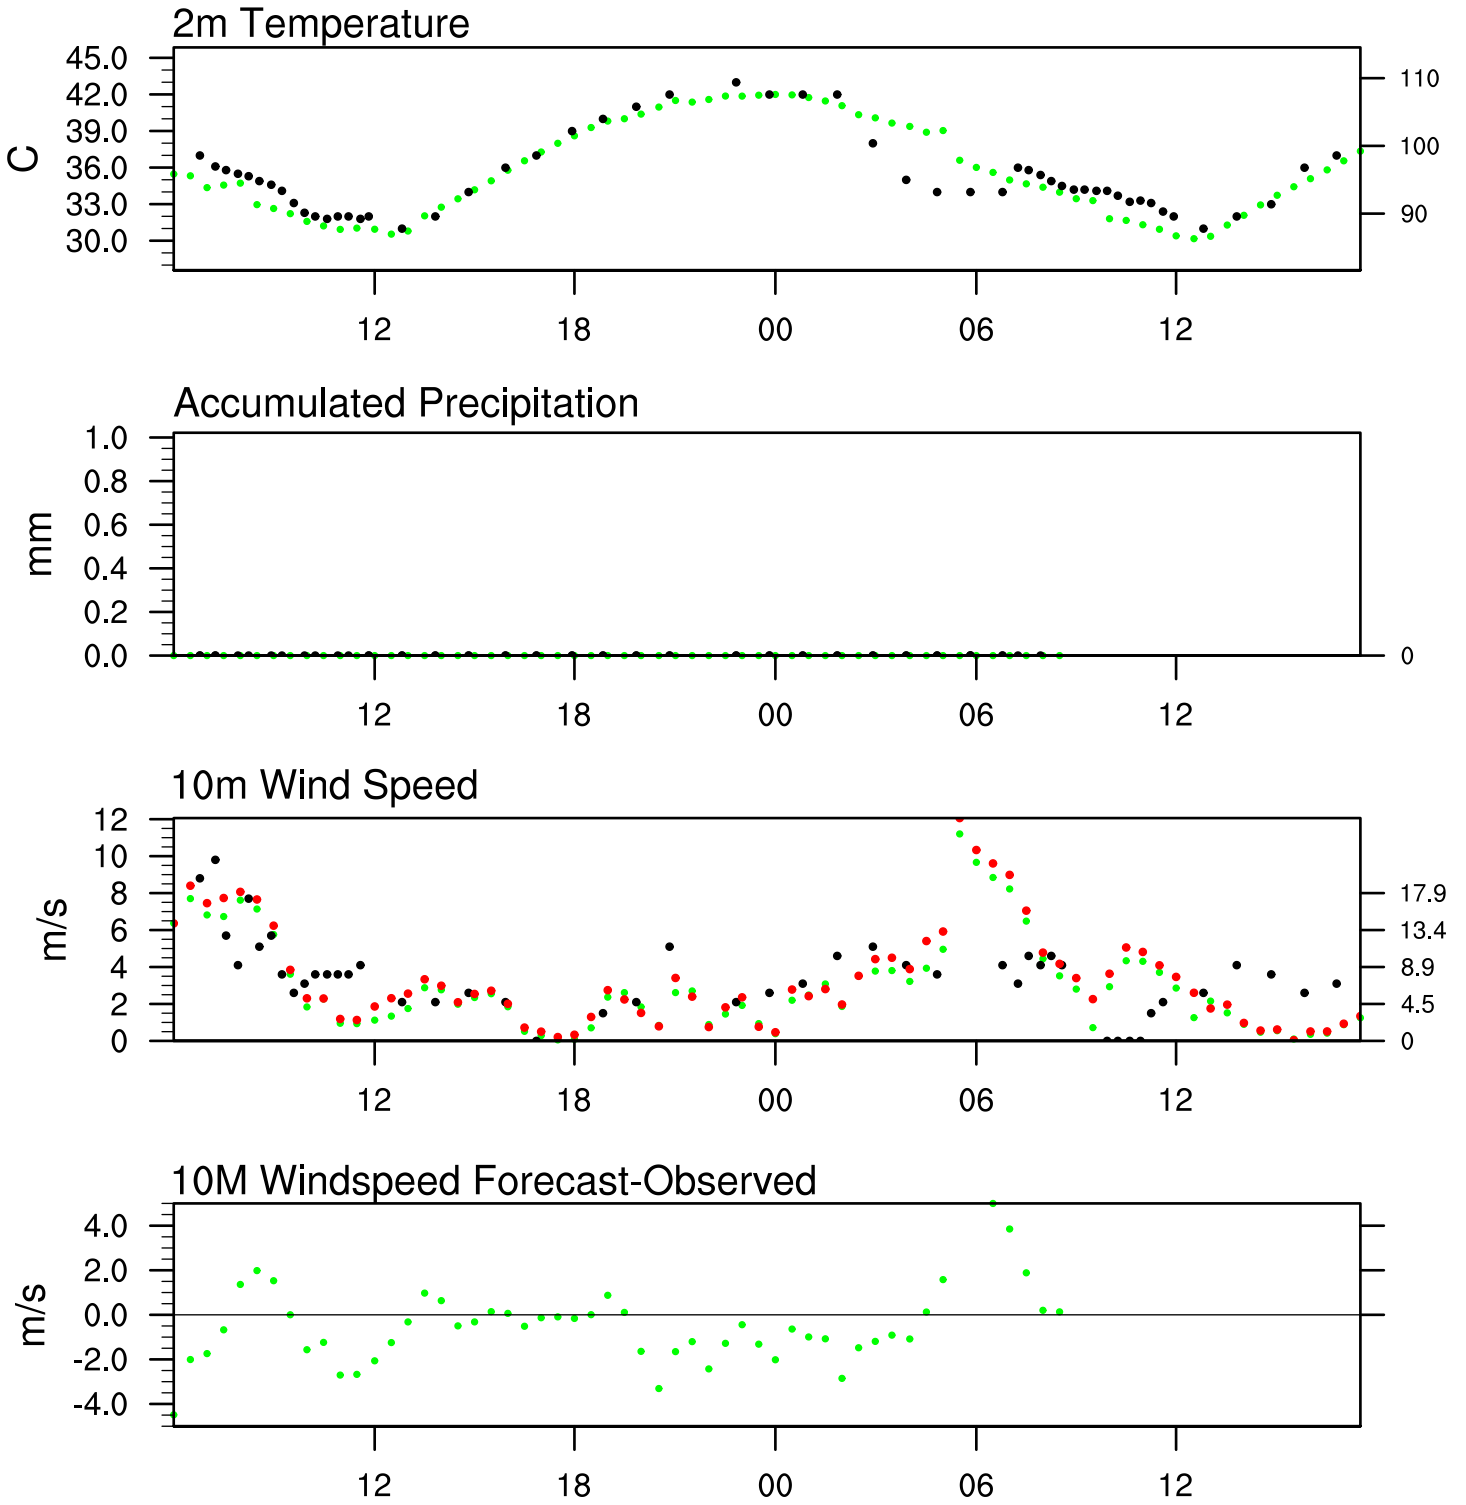 2m Temperature
45.0
42.0
39.0
36.0
33.0
30.0
C
110
100
90
12 18 00 06 12
Accumulated Precipitation
1.0
0.8
0.6
0.4
0.2
0.0
mm
0
12 18 00 06 12
10m Wind Speed
12
10
8
6
4
2
0
m/s
17.9
13.4
8.9
4.5
0
12 18 00 06 12
10M Windspeed Forecast-Observed
4.0
2.0
0.0
-2.0
-4.0
m/s
12 18 00 06 12